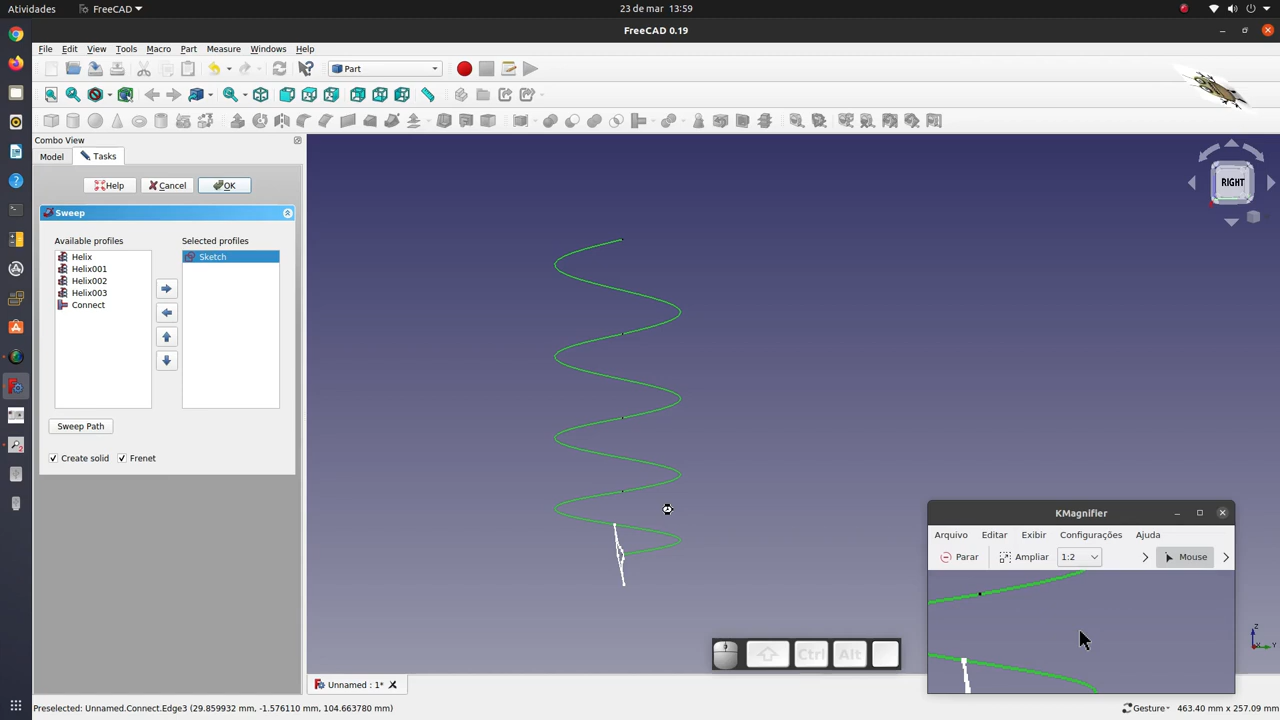 Atividades
FreeCAD
23 de mar 13:59
FreeCAD 0.19
File Edit View Tools Macro Part Measure Windows Help
Part
Combo View
Model
Tasks
Help
Cancel
OK
Sweep
Available profiles
Selected profiles
Helix
Helix001
Helix002
Helix003
Connect
Sketch
Sweep Path
Create solid
Frenet
RIGHT
KMagnifier
Arquivo Editar Exibir Configurações Ajuda
Parar
Ampliar
1:2
Mouse
Ctrl
Alt
Z
Y
Unnamed : 1*
Preselected: Unnamed.Connect.Edge3 (29.859932 mm, -1.576110 mm, 104.663780 mm)
Gesture
463.40 mm x 257.09 mm